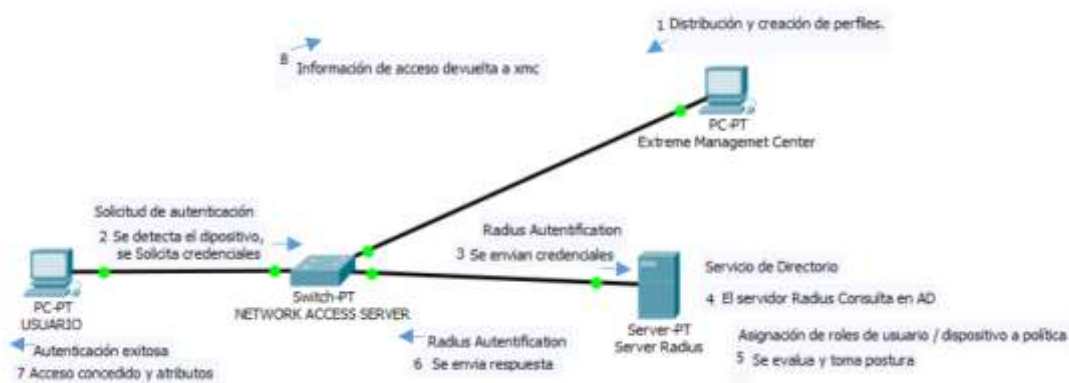 1 Distribución y creación de perfiles.
8 Información de acceso devuelta a xmc
PC-PT
Extreme Managemet Center
Solicitud de autenticación
2 Se detecta el dipositivo,
se Solicita credenciales
Radius Autentification
3 Se envian credenciales
Servicio de Directorio
4 El servidor Radius Consulta en AD
PC-PT
USUARIO
Switch-PT
NETWORK ACCESS SERVER
Server-PT
Server Radius
Asignación de roles de usuario / dispositivo a política
5 Se evalua y toma postura
Autenticación exitosa
7 Acceso concedido y atributos
Radius Autentification
6 Se envia respuesta